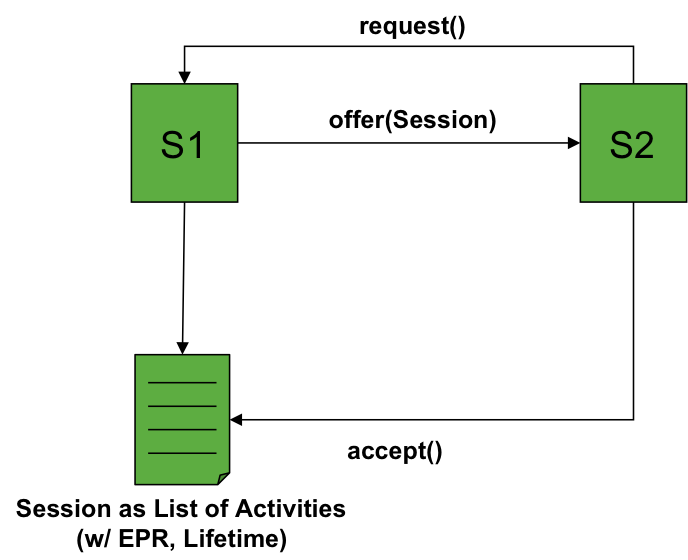 request()
offer(Session)
S1
S2
accept()
Session as List of Activities
(w/ EPR, Lifetime)